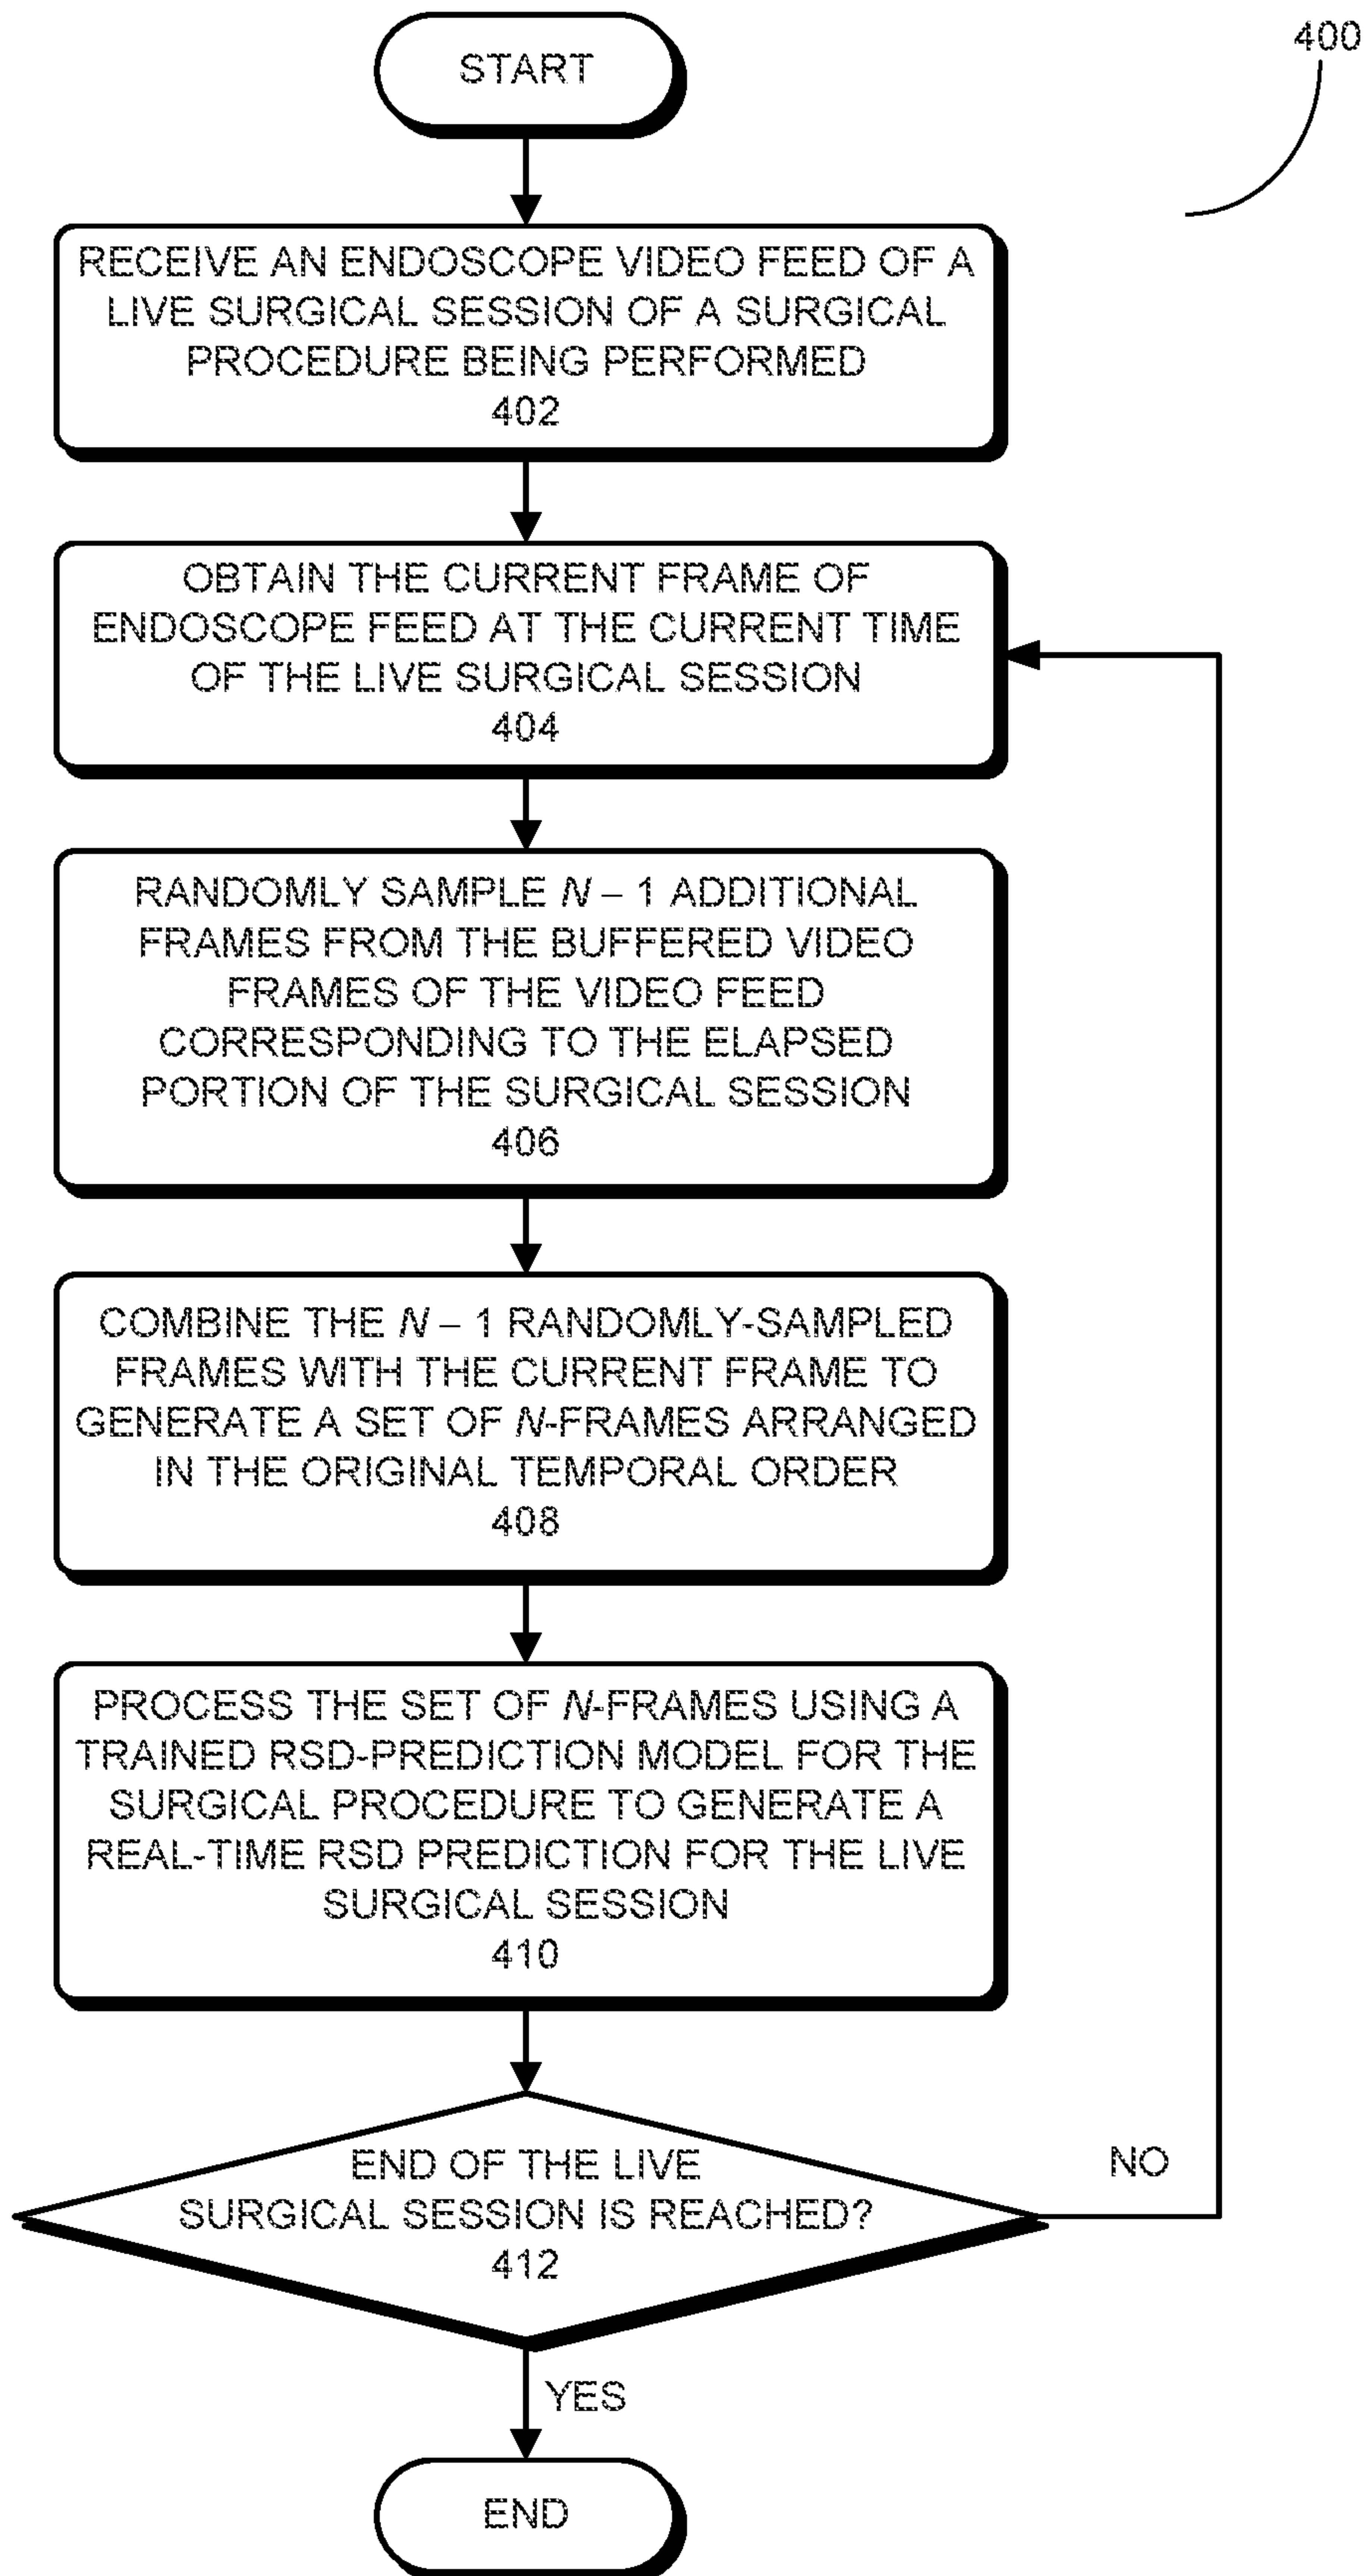 START
400
RECEIVE AN ENDOSCOPE VIDEO FEED OF A
LIVE SURGICAL SESSION OF A SURGICAL
PROCEDURE BEING PERFORMED
402
OBTAIN THE CURRENT FRAME OF
ENDOSCOPE FEED AT THE CURRENT TIME
OF THE LIVE SURGICAL SESSION
404
RANDOMLY SAMPLE N – 1 ADDITIONAL
FRAMES FROM THE BUFFERED VIDEO
FRAMES OF THE VIDEO FEED
CORRESPONDING TO THE ELAPSED
PORTION OF THE SURGICAL SESSION
406
COMBINE THE N – 1 RANDOMLY-SAMPLED
FRAMES WITH THE CURRENT FRAME TO
GENERATE A SET OF N-FRAMES ARRANGED
IN THE ORIGINAL TEMPORAL ORDER
408
PROCESS THE SET OF N-FRAMES USING A
TRAINED RSD-PREDICTION MODEL FOR THE
SURGICAL PROCEDURE TO GENERATE A
REAL-TIME RSD PREDICTION FOR THE LIVE
SURGICAL SESSION
410
END OF THE LIVE
SURGICAL SESSION IS REACHED?
412
NO
YES
END